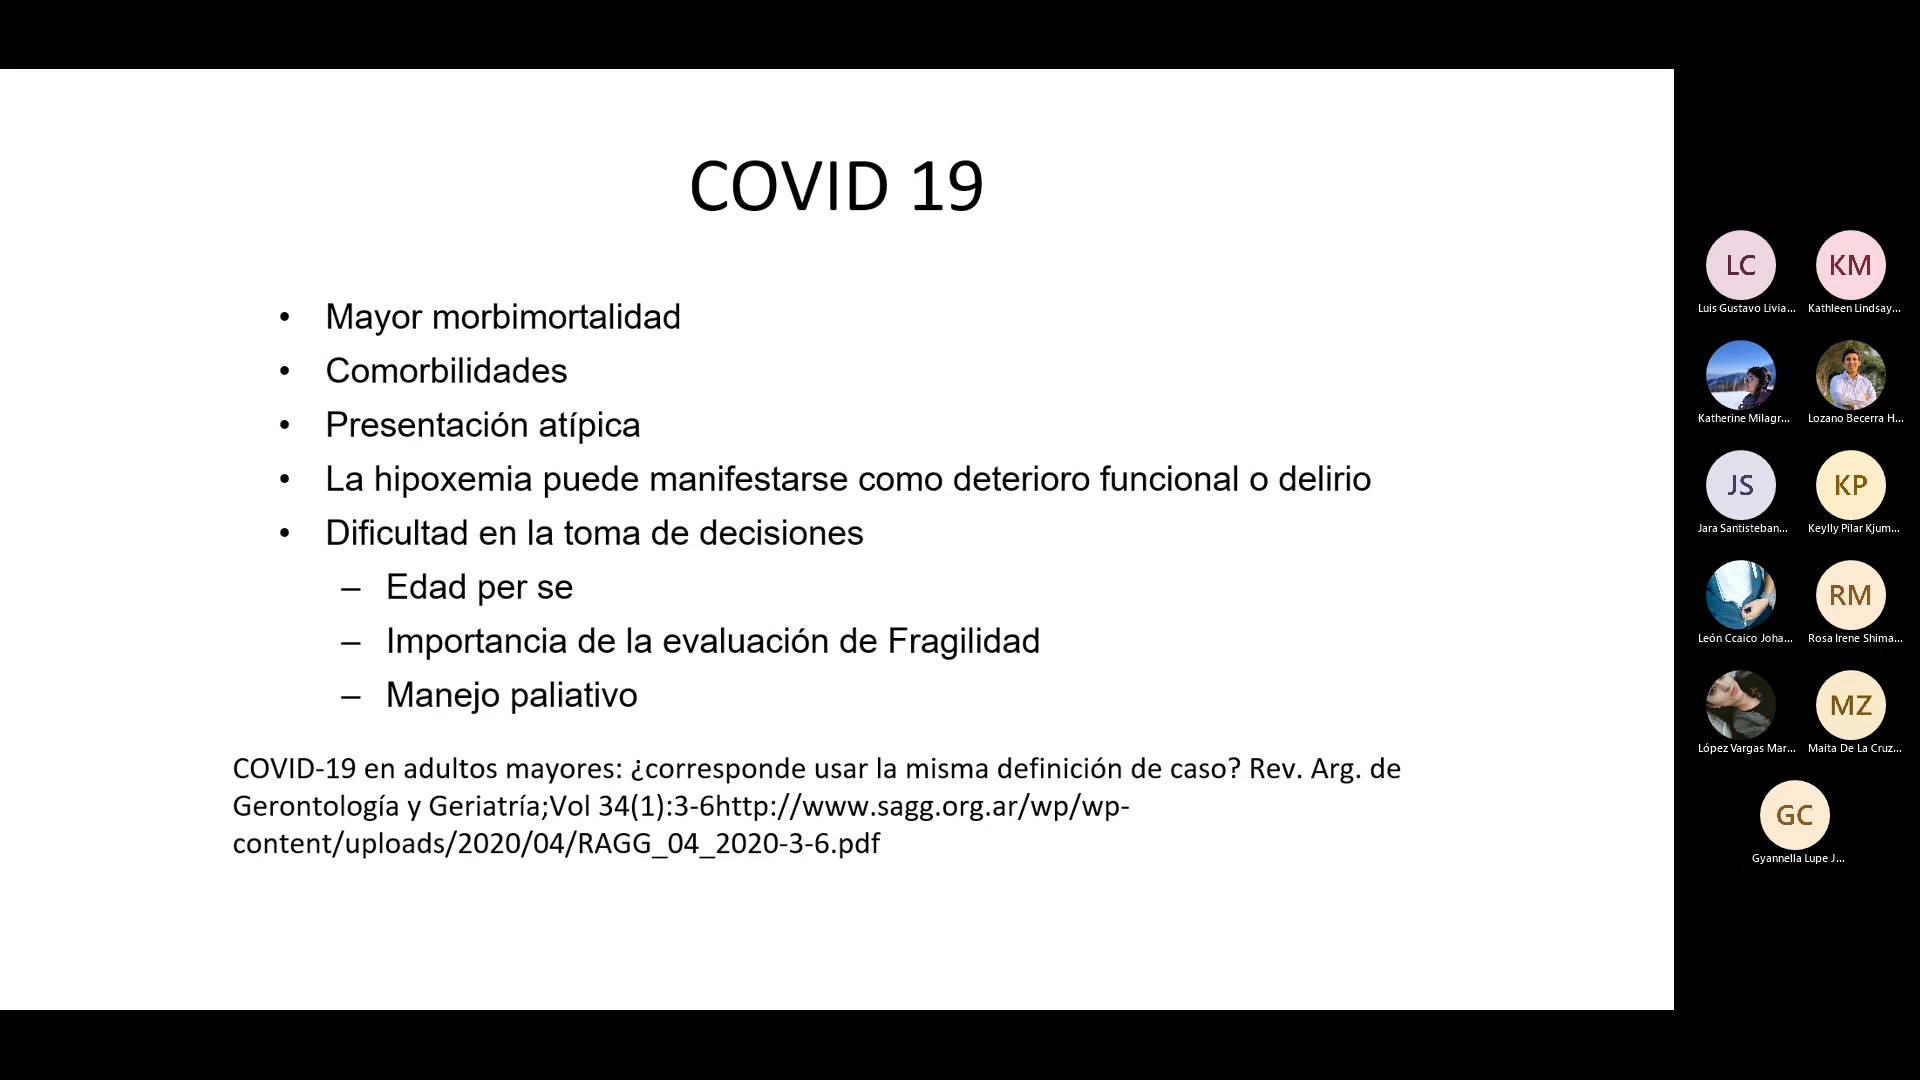 COVID 19
• Mayor morbimortalidad
• Comorbilidades
• Presentación atípica
• La hipoxemia puede manifestarse como deterioro funcional o delirio
• Dificultad en la toma de decisiones
– Edad per se
– Importancia de la evaluación de Fragilidad
– Manejo paliativo
COVID-19 en adultos mayores: ¿corresponde usar la misma definición de caso? Rev. Arg. de
Gerontología y Geriatría;Vol 34(1):3-6http://www.sagg.org.ar/wp/wp-
content/uploads/2020/04/RAGG_04_2020-3-6.pdf
LC
Luis Gustavo Livia...
KM
Kathleen Lindsay...
Katherine Milagr...
Lozano Becerra H...
JS
Jara Santisteban...
KP
Keylly Pilar Kjum...
León Ccaico Joha...
RM
Rosa Irene Shima...
López Vargas Mar...
MZ
Maita De La Cruz...
GC
Gyannella Lupe J...